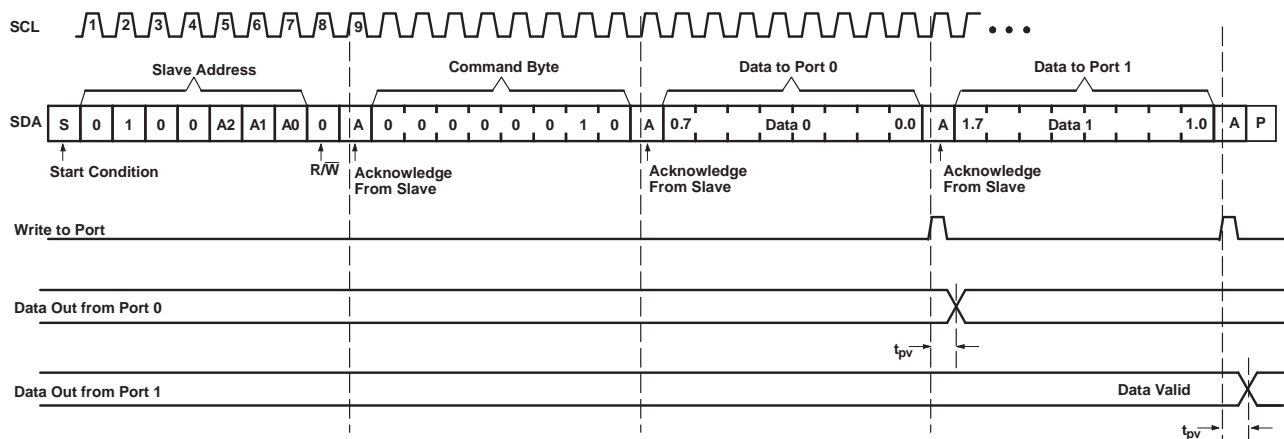 SCL 1 2 3 4 5 6 7 8 9 • • •
Slave Address Command Byte Data to Port 0 Data to Port 1
SDA S 0 1 0 0 A2 A1 A0 0 A 0 0 0 0 0 0 1 0 A 0.7 Data 0 0.0 A 1.7 Data 1 1.0 A P
Start Condition R/W̅ Acknowledge From Slave Acknowledge From Slave Acknowledge From Slave
Write to Port
Data Out from Port 0
tpv
Data Out from Port 1 Data Valid
tpv